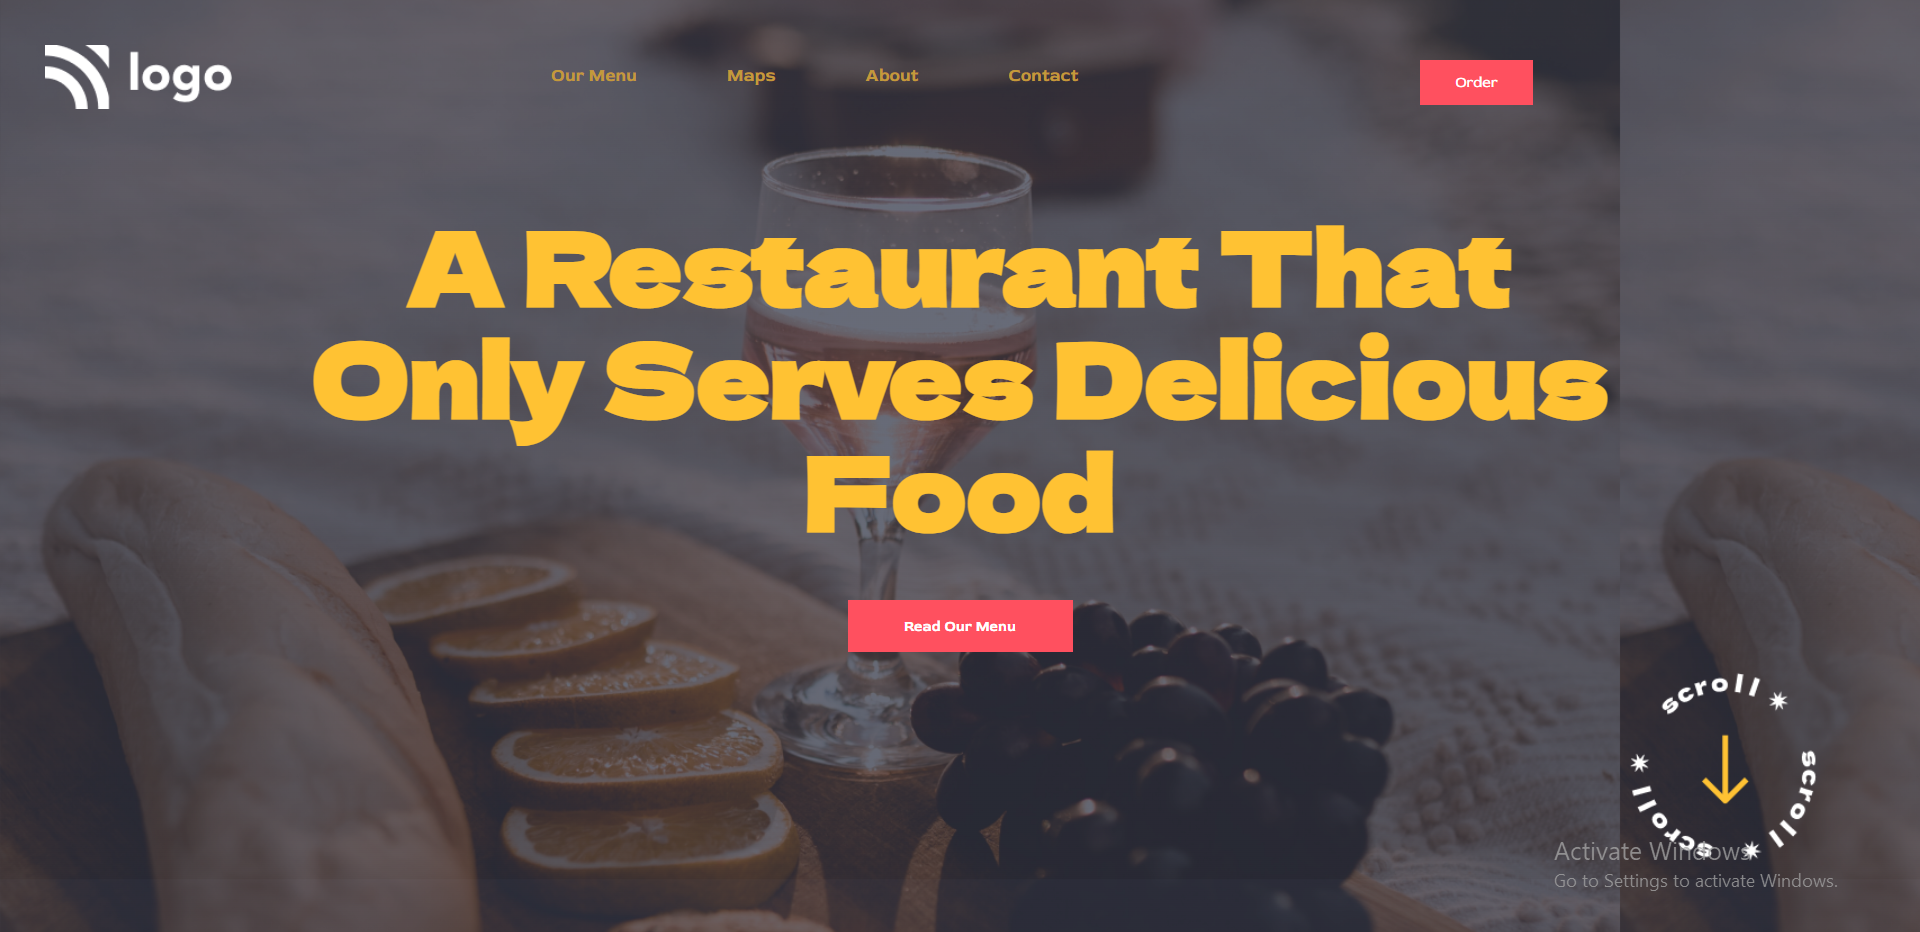 logo
Our Menu
Maps
About
Contact
Order
A Restaurant That
Only Serves Delicious
Food
Read Our Menu
scroll ✷ scroll ✷ scroll ✷
Activate Windows
Go to Settings to activate Windows.